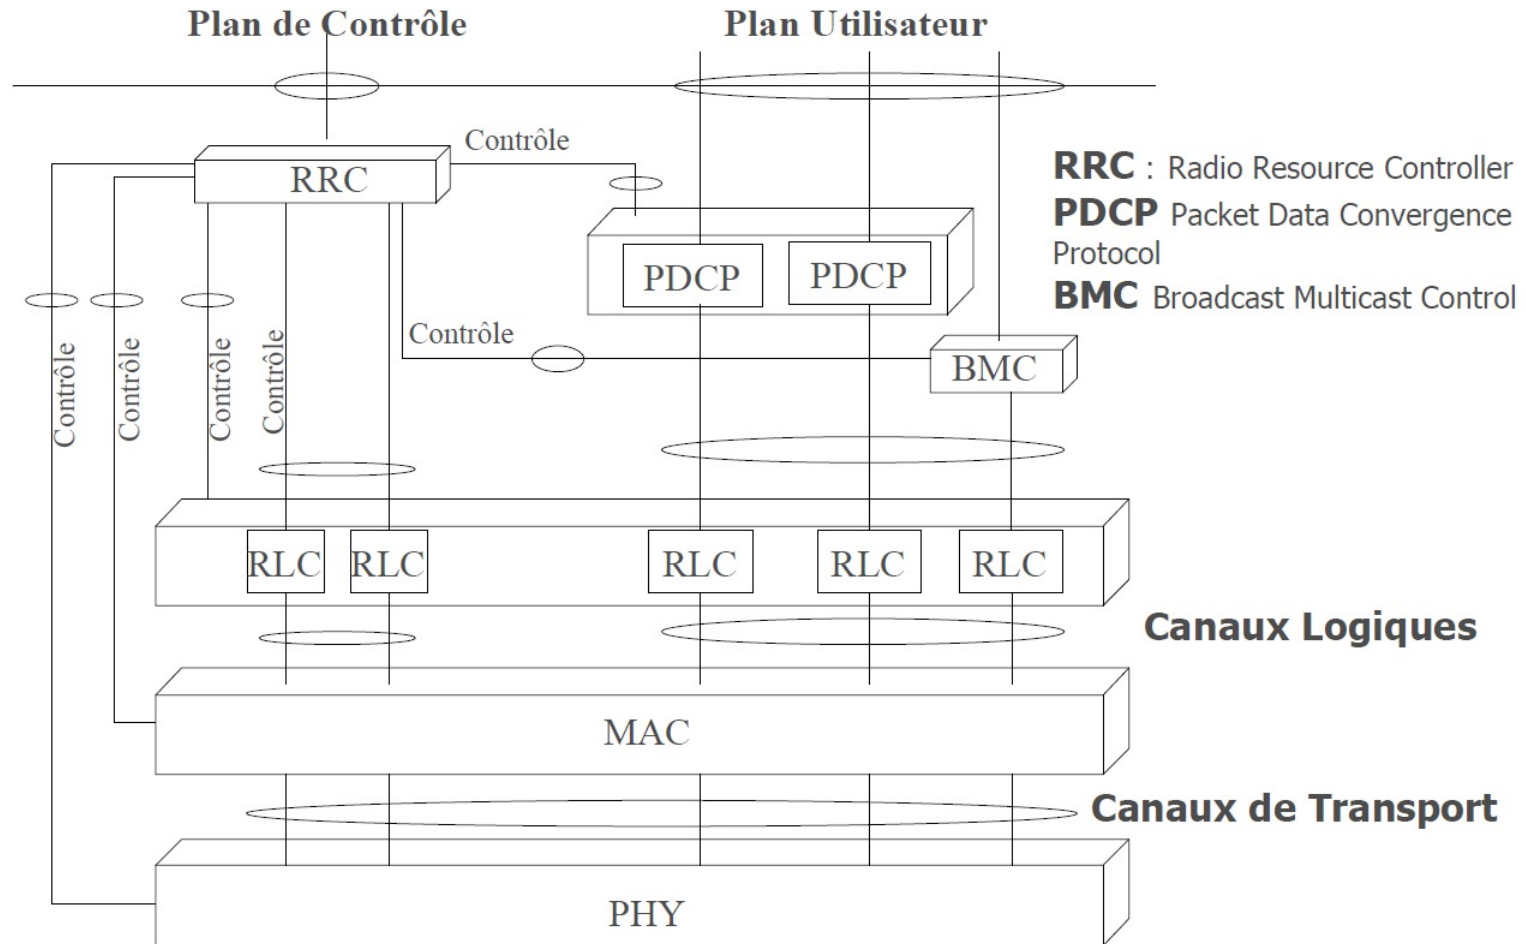 Plan de Contrôle
Plan Utilisateur
Contrôle
RRC
RRC : Radio Resource Controller
PDCP Packet Data Convergence
Protocol
BMC Broadcast Multicast Control
PDCP
PDCP
Contrôle
BMC
Contrôle
Contrôle
Contrôle
Contrôle
RLC
RLC
RLC
RLC
RLC
Canaux Logiques
MAC
Canaux de Transport
PHY